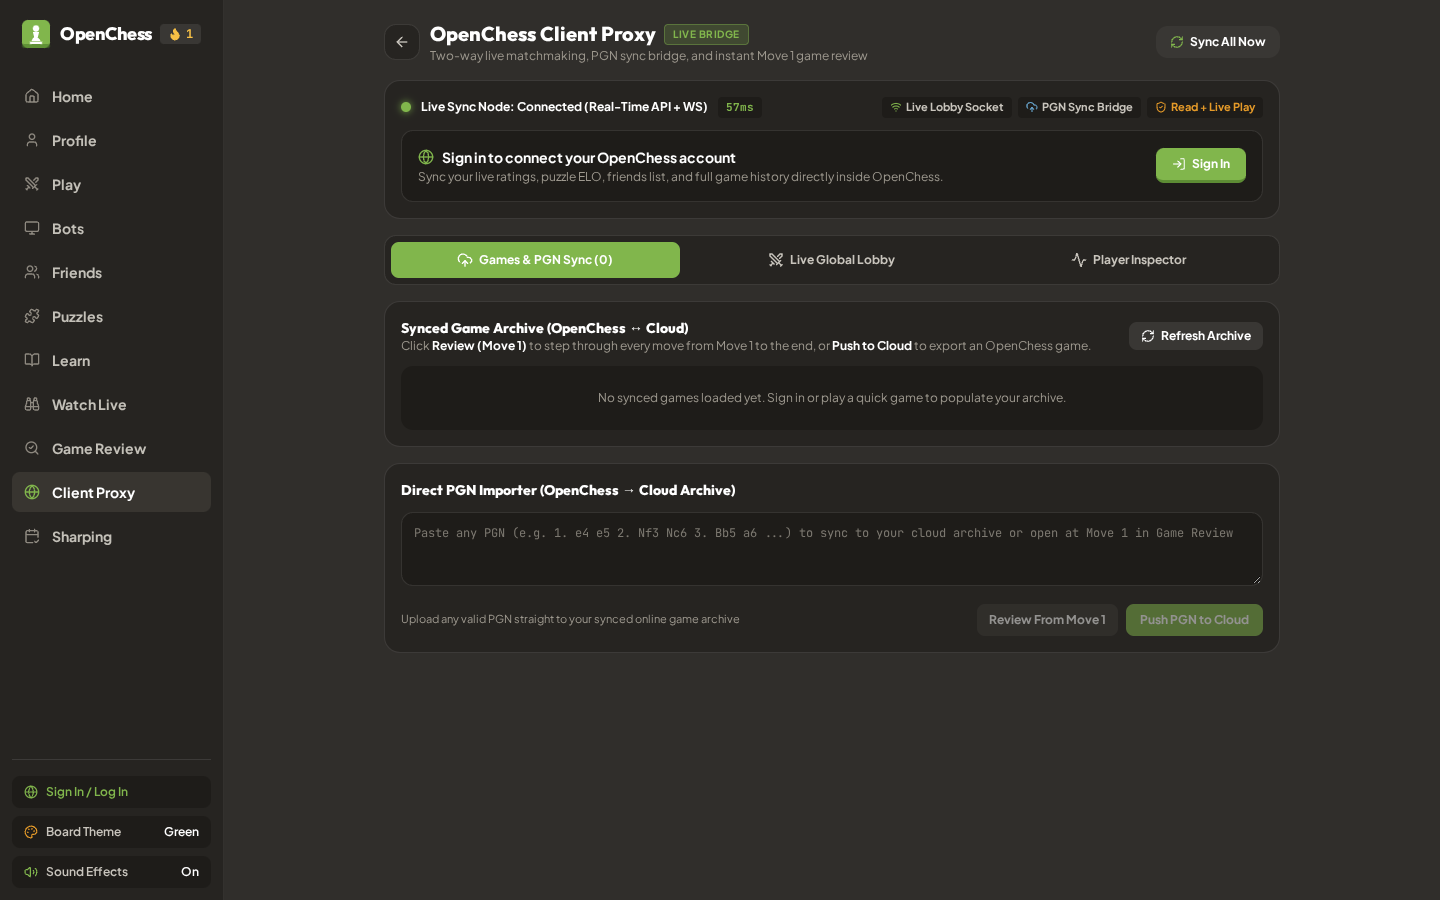 OpenChess 1
Home
Profile
Play
Bots
Friends
Puzzles
Learn
Watch Live
Game Review
Client Proxy
Sharping
Sign In / Log In
Board Theme Green
Sound Effects On
OpenChess Client Proxy LIVE BRIDGE
Two-way live matchmaking, PGN sync bridge, and instant Move 1 game review
Sync All Now
Live Sync Node: Connected (Real-Time API + WS) 57ms
Live Lobby Socket PGN Sync Bridge Read + Live Play
Sign in to connect your OpenChess account
Sync your live ratings, puzzle ELO, friends list, and full game history directly inside OpenChess.
Sign In
Games & PGN Sync (0) Live Global Lobby Player Inspector
Synced Game Archive (OpenChess ↔ Cloud)
Click Review (Move 1) to step through every move from Move 1 to the end, or Push to Cloud to export an OpenChess game.
Refresh Archive
No synced games loaded yet. Sign in or play a quick game to populate your archive.
Direct PGN Importer (OpenChess → Cloud Archive)
Paste any PGN (e.g. 1. e4 e5 2. Nf3 Nc6 3. Bb5 a6 ...) to sync to your cloud archive or open at Move 1 in Game Review
Upload any valid PGN straight to your synced online game archive
Review From Move 1 Push PGN to Cloud